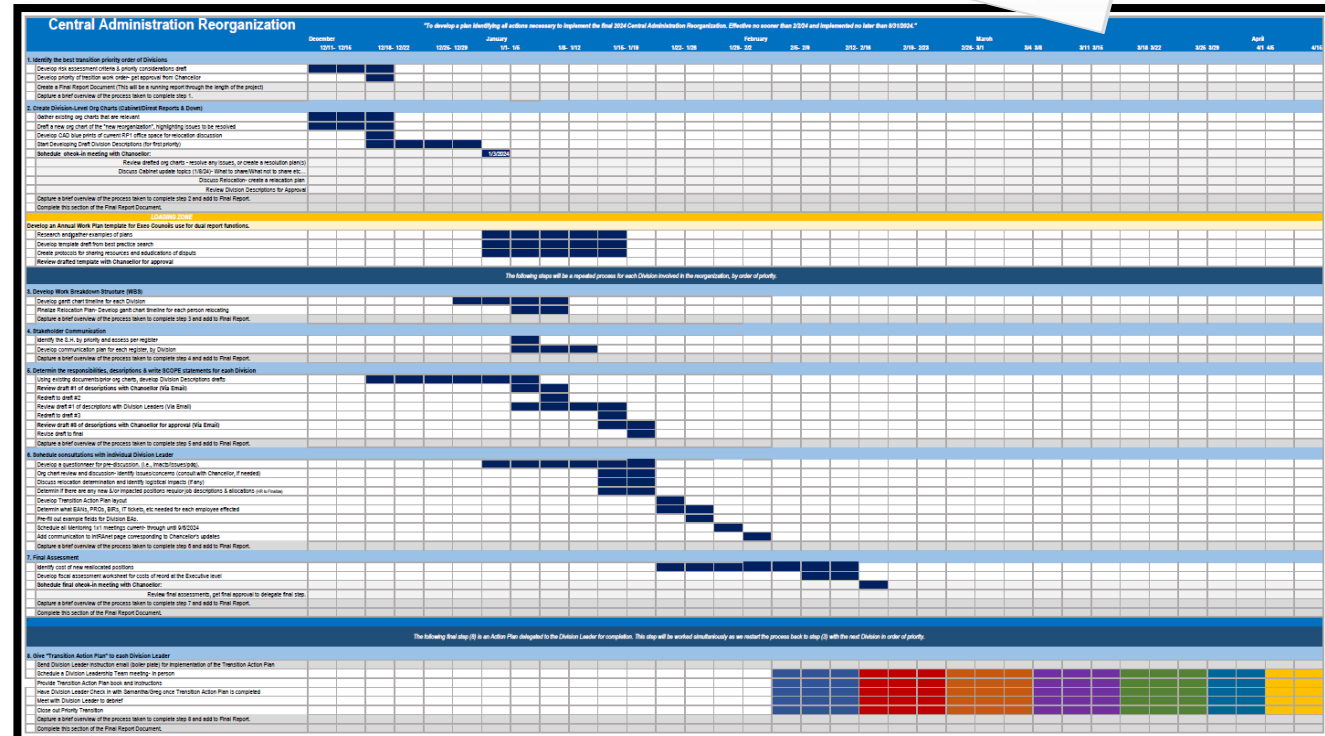 Central Administration Reorganization
"To develop a plan identifying all actions necessary to implement the final 2024 Central Administration Reorganization. Effective no sooner than 2/2/24 and implemented no later than 8/31/2024."
December January February March April
12/11- 12/15 12/18- 12/22 12/25- 12/29 1/1- 1/5 1/8- 1/12 1/15- 1/19 1/22- 1/26 1/29- 2/2 2/5- 2/9 2/12- 2/16 2/19- 2/23 2/26- 3/1 3/4 3/8 3/11 3/15 3/18 3/22 3/25 3/29 4/1 4/5 4/15
1. Identify the best transition priority order of Divisions
Develop risk assessment criteria & priority considerations draft
Develop priority of trasition work order- get approval from Chancellor
Create a Final Report Document (This will be a running report through the length of the project)
Capture a brief overview of the process taken to complete step 1.
2. Create Division-Level Org Charts (Cabinet/Direct Reports & Down)
Gather existing org charts that are relevant
Draft a new org chart of the "new reorganization", highlighting issues to be resolved
Develop CAD blue prints of current RP1 office space for relocation discussion
Start Developing Draft Division Descriptions (for first priority)
Schedule check-in meeting with Chancellor: 1/3/2024
Review drafted org charts - resolve any issues, or create a resolution plan(s)
Discuss Cabinet update topics (1/8/24)- What to share/What not to share etc...
Discuss Relocation- create a relocation plan
Review Division Descriptions for Approval
Capture a brief overview of the process taken to complete step 2 and add to Final Report.
Complete this section of the Final Report Document.
LOADING ZONE
Develop an Annual Work Plan template for Exec Councils use for dual report functions.
Research and/gather examples of plans
Develop template draft from best practice search
Create protocols for sharing resources and adudications of disputs
Review drafted template with Chancellor for approval
The following steps will be a repeated process for each Division involved in the reorganization, by order of priority.
3. Develop Work Breakdown Structure (WBS)
Develop gantt chart timeline for each Division
Finalize Relocation Plan- Develop gantt chart timeline for each person relocating
Capture a brief overview of the process taken to complete step 3 and add to Final Report.
4. Stakeholder Communication
Identify the S.H. by priority and assess per register
Develop communication plan for each register, by Division
Capture a brief overview of the process taken to complete step 4 and add to Final Report.
5. Determin the responsibilities, descriptions & write SCOPE statements for each Division
Using existing documents/prior org charts, develop Division Descriptions drafts
Review draft #1 of descriptions with Chancellor (Via Email)
Redraft to draft #2
Review draft #1 of descriptions with Division Leaders (Via Email)
Redraft to draft #3
Review draft #3 of descriptions with Chancellor for approval (Via Email)
Revise draft to final
Capture a brief overview of the process taken to complete step 5 and add to Final Report.
6. Schedule consultations with individual Division Leader
Develop a questionneer for pre-discussion. (i.e., imacts/issues/pdq),
Org chart review and discussion- identify issues/concerns (consult with Chancellor, if needed)
Discuss relocation determination and identify logistical impacts (if any)
Determin if there are any new &/or impacted positions requior job descriptions & allocations (HR to Finalize)
Develop Transition Action Plan layout
Determin what EANs, PROs, BIRs, IT tickets, etc needed for each employee effected
Pre-fill out example fields for Division EAs.
Schedule all Mentoring 1x1 meetings current- through until 9/6/2024
Add communication to IntRAnet page corresponding to Chancellor's updates
Capture a brief overview of the process taken to complete step 6 and add to Final Report.
7. Final Assessment
Identify cost of new reallocated positions
Develop fiscal assessment worksheet for costs of reord at the Executive level
Schedule final check-in meeting with Chancellor:
Review final assessments, get final approval to delegate final step.
Capture a brief overview of the process taken to complete step 7 and add to Final Report.
Complete this section of the Final Report Document.
The following final step (8) is an Action Plan delegated to the Division Leader for completion. This step will be worked simultaneously as we restart the process back to step (3) with the next Division in order of priority.
8. Give "Transition Action Plan" to each Division Leader
Send Division Leader instruction email (boiler plate) for implementation of the Transition Action Plan
Schedule a Division Leadership Team meeting- in person
Provide Transition Action Plan book and instructions
Have Division Leader Check in with Samantha/Greg once Transition Action Plan is completed
Meet with Division Leader to debrief
Close out Priority Transition
Capture a brief overview of the process taken to complete step 8 and add to Final Report.
Complete this section of the Final Report Document.